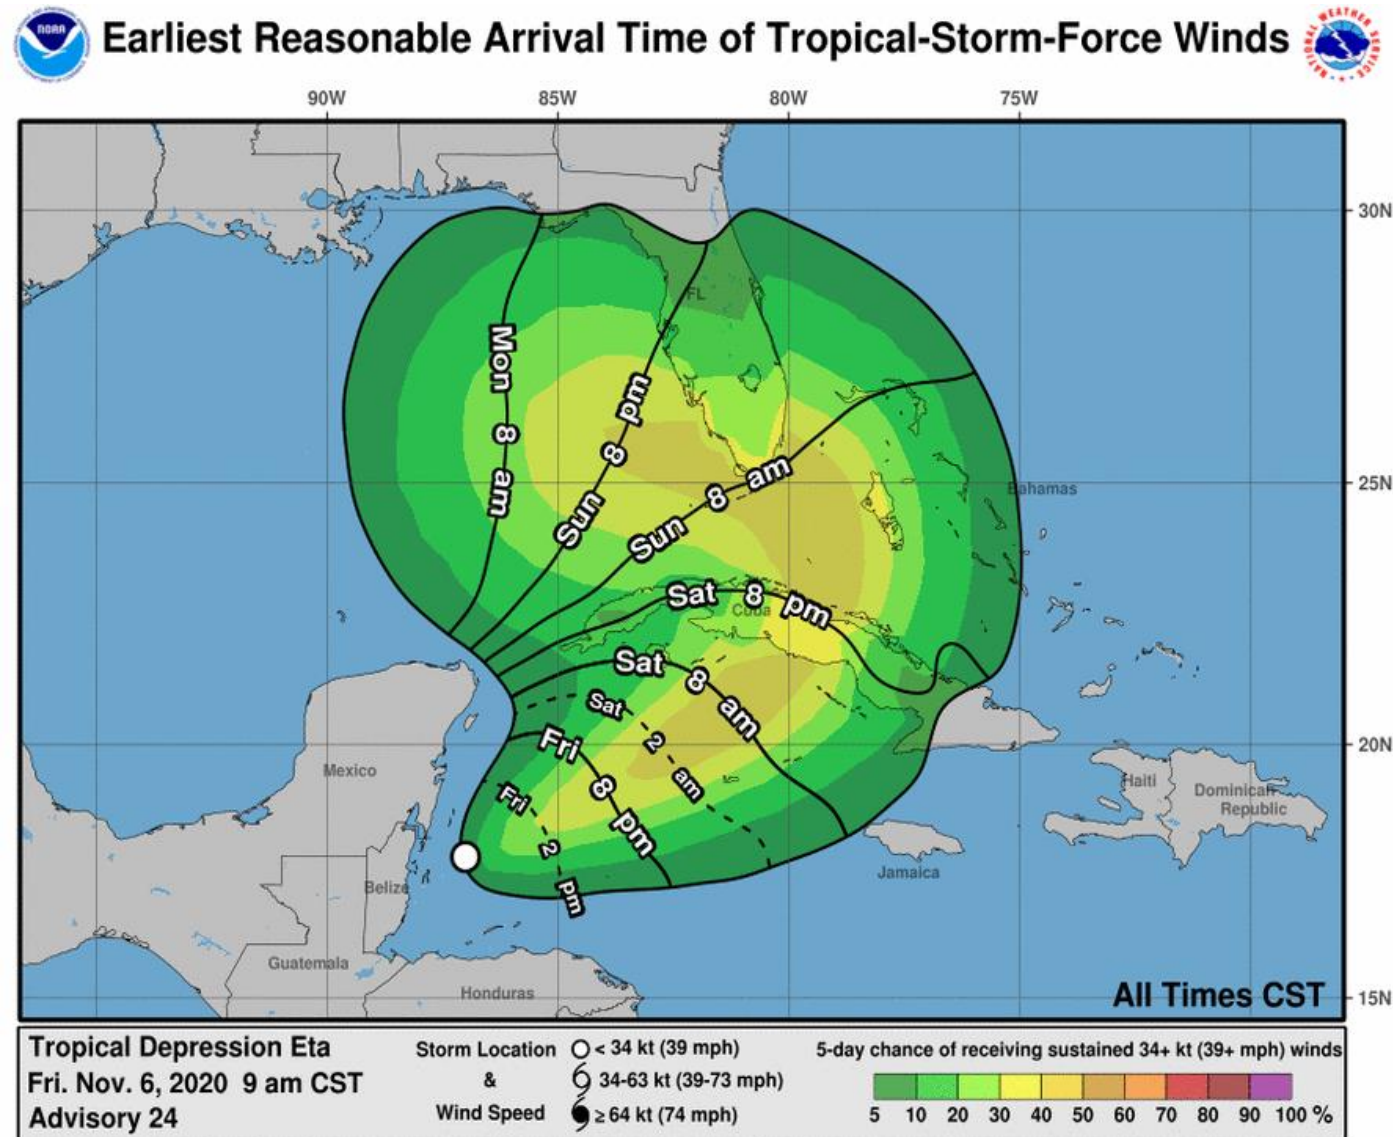 NOAA
Earliest Reasonable Arrival Time of Tropical-Storm-Force Winds
NATIONAL WEATHER SERVICE
90W 85W 80W 75W
30N
FL
Mon 8 am
Sun 8 pm
Sun 8 am
25N
Bahamas
Sat 8 pm
Cuba
Sat 8 am
Sat 2 am
Fri 8 pm
20N
Mexico
Haiti
Dominican
Republic
Fri 2 pm
Jamaica
Belize
Guatemala
Honduras
All Times CST
15N
Tropical Depression Eta
Fri. Nov. 6, 2020 9 am CST
Advisory 24
Storm Location
&
Wind Speed
< 34 kt (39 mph)
34-63 kt (39-73 mph)
≥ 64 kt (74 mph)
5-day chance of receiving sustained 34+ kt (39+ mph) winds
5 10 20 30 40 50 60 70 80 90 100 %